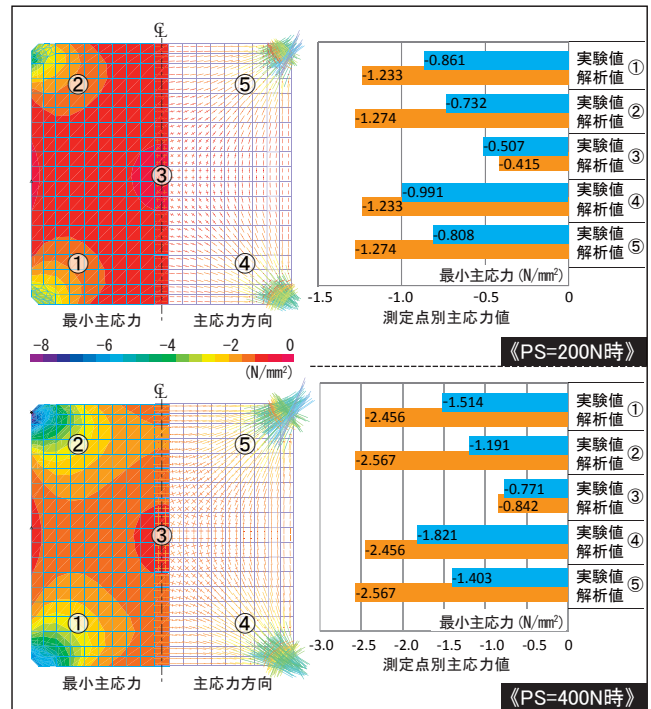 ℄
② ⑤
③
① ④
最小主応力 主応力方向
-0.861 実験値 ①
-1.233 解析値
-0.732 実験値 ②
-1.274 解析値
-0.507 実験値 ③
-0.415 解析値
-0.991 実験値 ④
-1.233 解析値
-0.808 実験値 ⑤
-1.274 解析値
最小主応力 (N/mm²)
-1.5 -1.0 -0.5 0
測定点別主応力値
《PS=200N時》
-8 -6 -4 -2 0
(N/mm²)
℄
② ⑤
③
① ④
最小主応力 主応力方向
-1.514 実験値 ①
-2.456 解析値
-1.191 実験値 ②
-2.567 解析値
-0.771 実験値 ③
-0.842 解析値
-1.821 実験値 ④
-2.456 解析値
-1.403 実験値 ⑤
-2.567 解析値
最小主応力 (N/mm²)
-3.0 -2.5 -2.0 -1.5 -1.0 -0.5 0
測定点別主応力値
《PS=400N時》